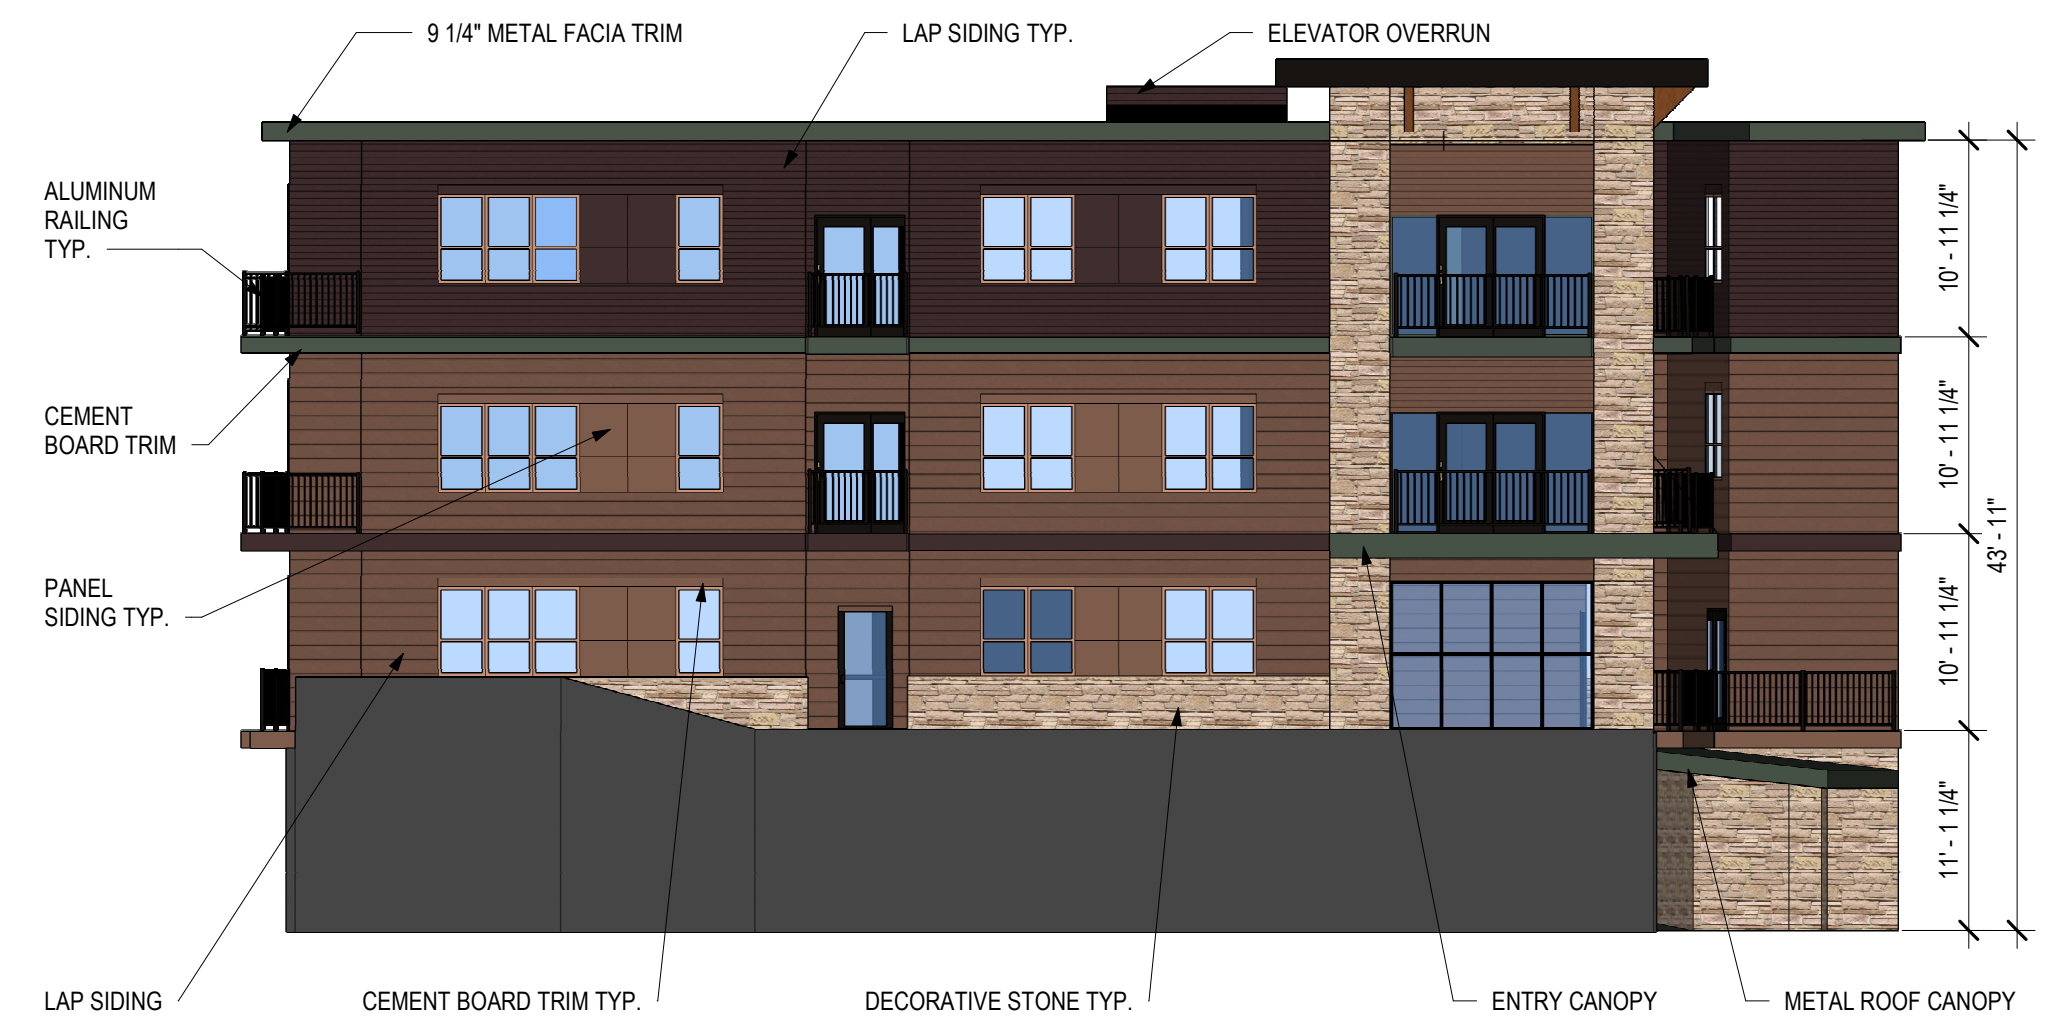 9 1/4" METAL FACIA TRIM
LAP SIDING TYP.
ELEVATOR OVERRUN
ALUMINUM
RAILING
TYP.
CEMENT
BOARD TRIM
PANEL
SIDING TYP.
10' - 11 1/4"
10' - 11 1/4"
43' - 11"
10' - 11 1/4"
11' - 1 1/4"
LAP SIDING
CEMENT BOARD TRIM TYP.
DECORATIVE STONE TYP.
ENTRY CANOPY
METAL ROOF CANOPY